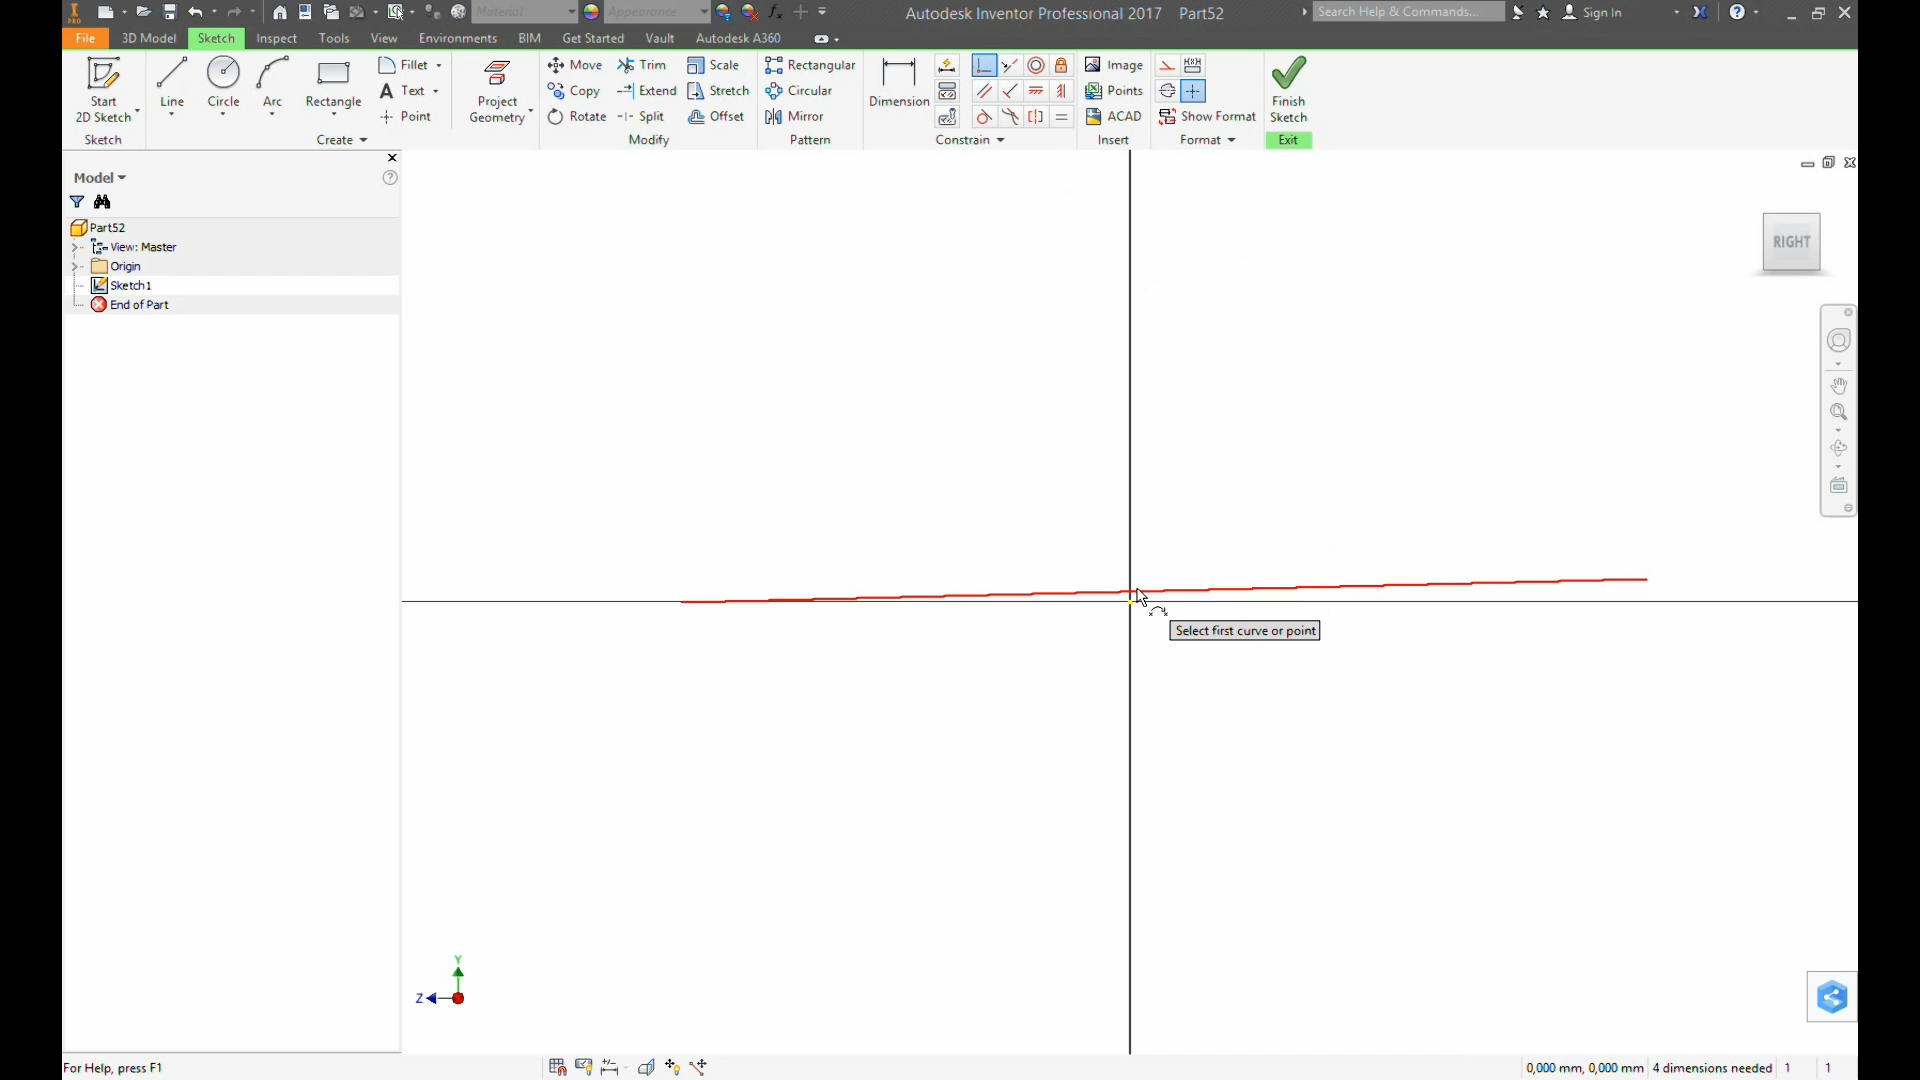 PRO
Material
Appearance
Autodesk Inventor Professional 2017 Part52
Search Help & Commands...
Sign In
File 3D Model Sketch Inspect Tools View Environments BIM Get Started Vault Autodesk A360
Start 2D Sketch
Line
Circle
Arc
Rectangle
Fillet
Text
Point
Project Geometry
Move
Copy
Rotate
Trim
Extend
Split
Scale
Stretch
Offset
Rectangular
Circular
Mirror
Dimension
Image
Points
ACAD
Show Format
Finish Sketch
Sketch Create Modify Pattern Constrain Insert Format Exit
Model
Part52
View: Master
Origin
Sketch1
End of Part
RIGHT
Select first curve or point
Y
Z
For Help, press F1
0,000 mm, 0,000 mm 4 dimensions needed 1 1